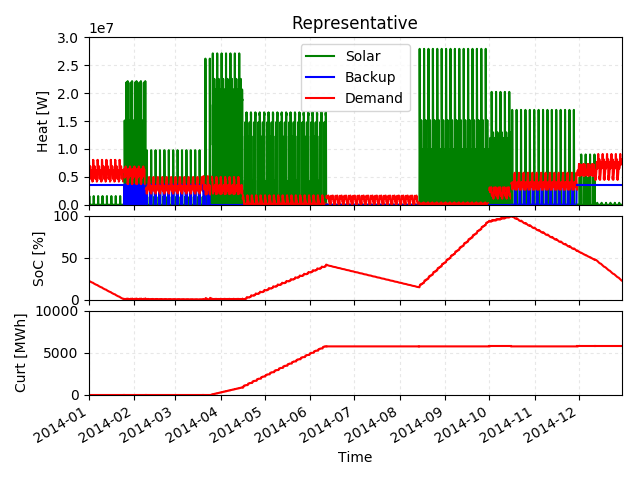 Representative
1e7
3.0
2.5
2.0
1.5
1.0
0.5
0.0
Heat [W]
Solar
Backup
Demand
100
50
0
SoC [%]
10000
5000
0
Curt [MWh]
2014-01
2014-02
2014-03
2014-04
2014-05
2014-06
2014-07
2014-08
2014-09
2014-10
2014-11
2014-12
Time